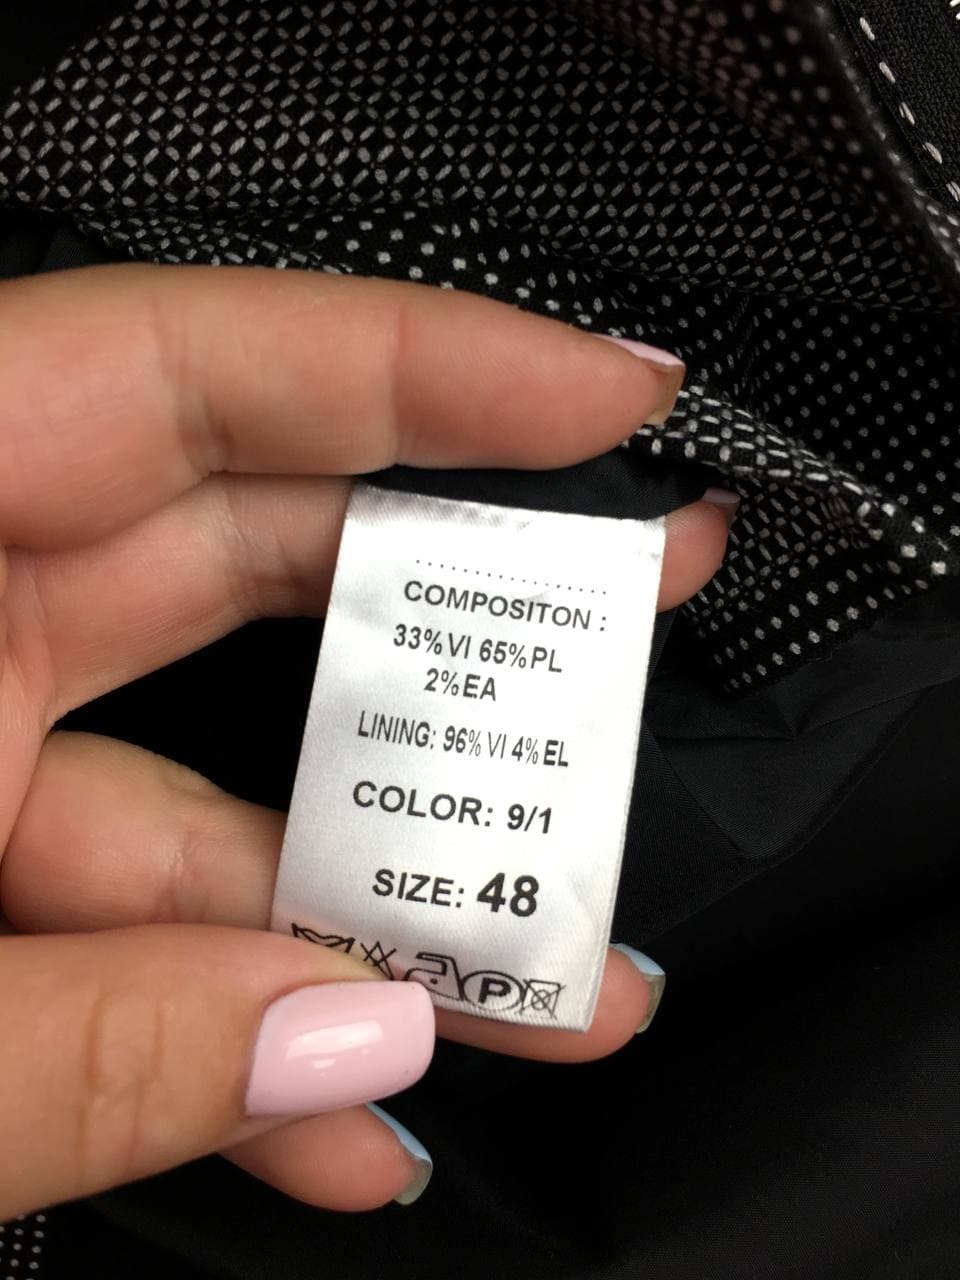 COMPOSITON :
33% VI 65% PL
2% EA
LINING: 96% VI 4% EL
COLOR: 9/1
SIZE: 48
P